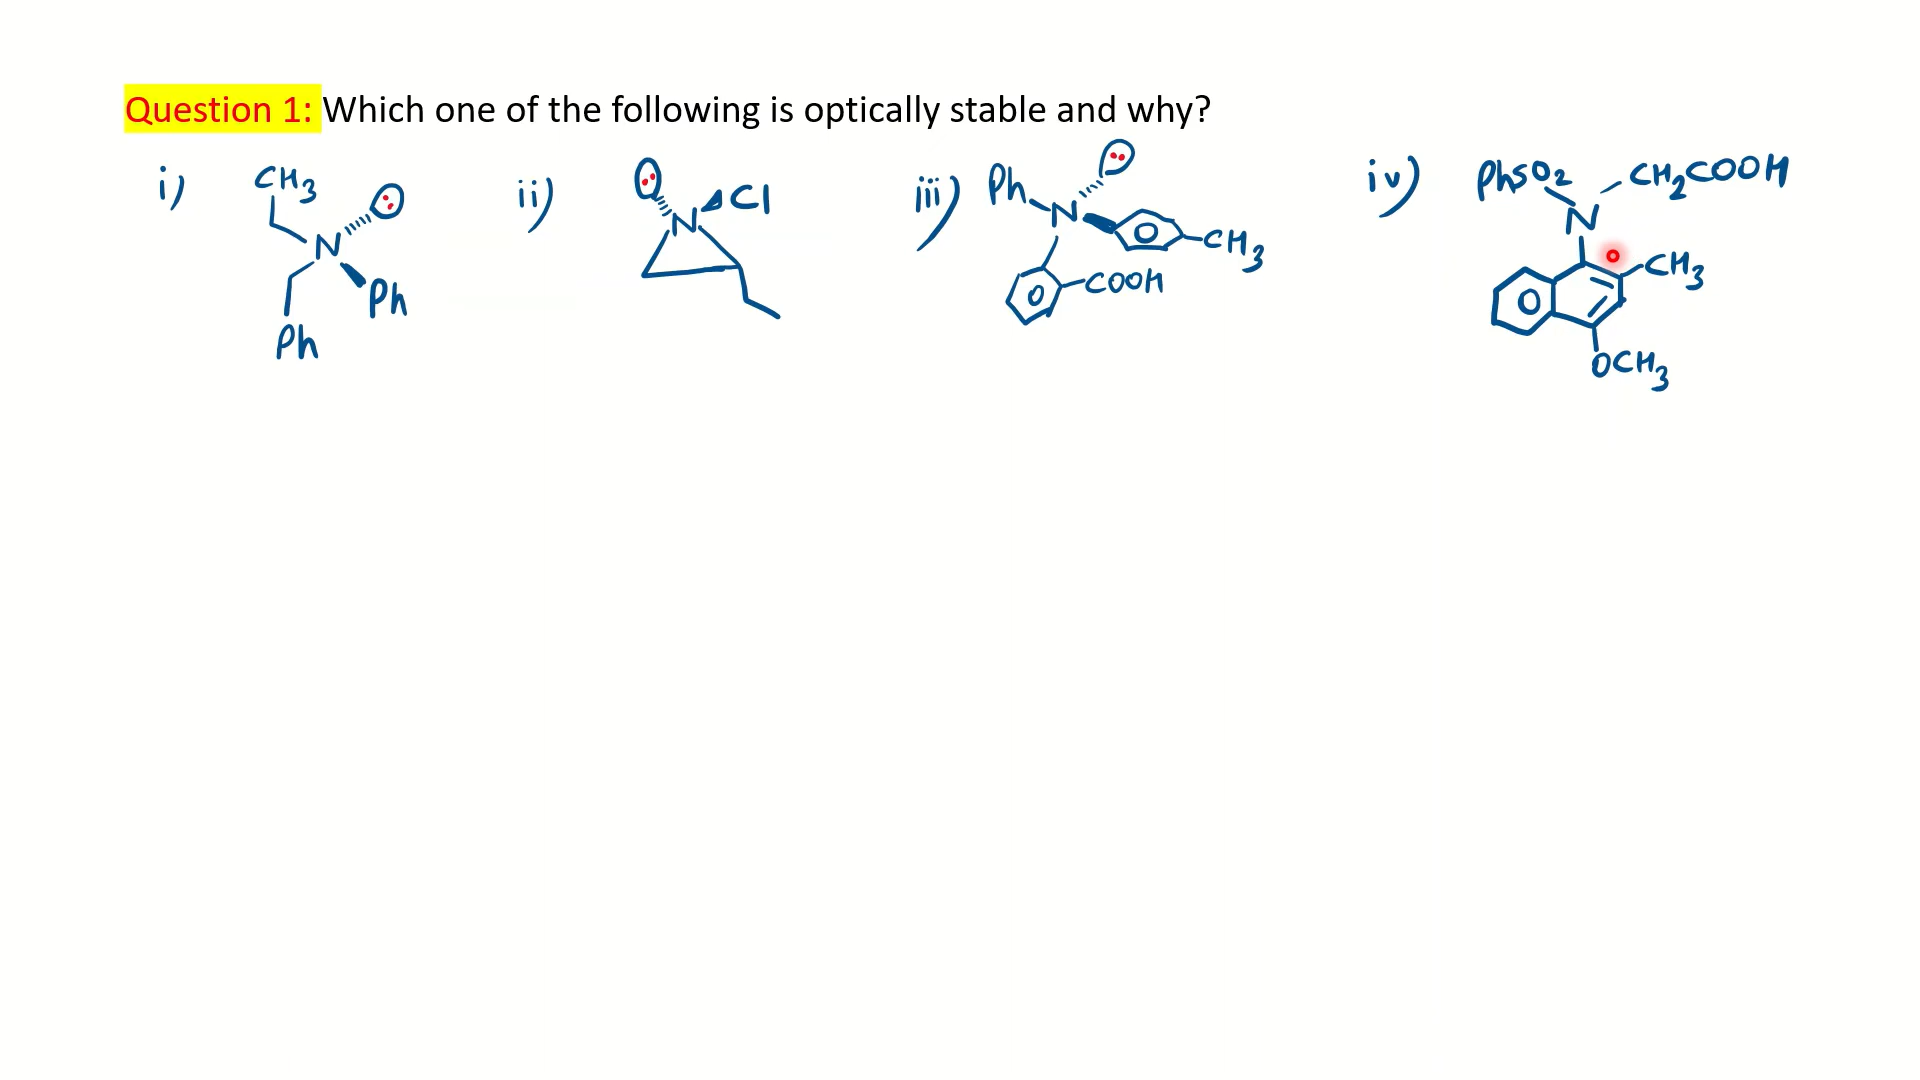 Question 1: Which one of the following is optically stable and why?
i)
CH3
N
Ph
Ph
ii)
N
Cl
iii)
Ph
N
CH3
COOH
iv)
PhSO2
CH2COOH
N
CH3
OCH3